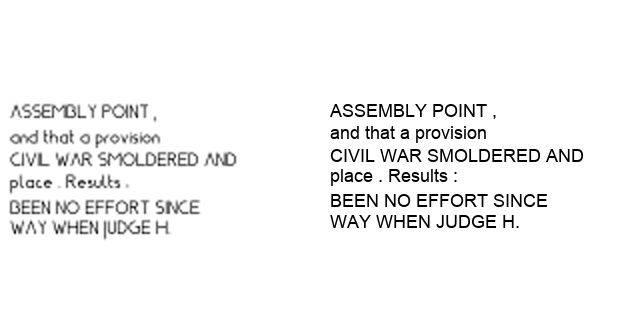 ASSEMBLY POINT ,
and that a provision
CIVIL WAR SMOLDERED AND
place . Results .
BEEN NO EFFORT SINCE
WAY WHEN JUDGE H.
ASSEMBLY POINT ,
and that a provision
CIVIL WAR SMOLDERED AND
place . Results :
BEEN NO EFFORT SINCE
WAY WHEN JUDGE H.